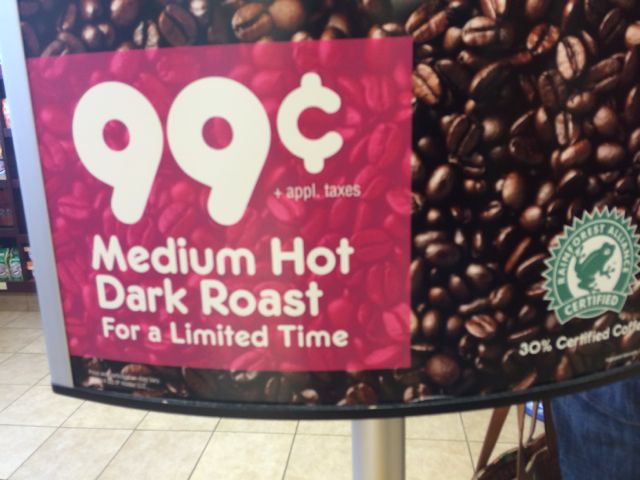 99¢
+ appl. taxes
Medium Hot
Dark Roast
For a Limited Time
RAINFOREST ALLIANCE
CERTIFIED
30% Certified